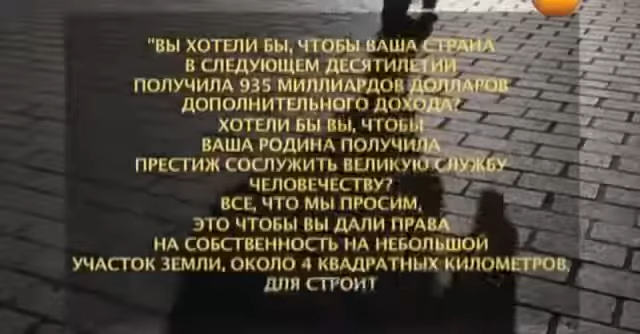 "ВЫ ХОТЕЛИ БЫ, ЧТОБЫ ВАША СТРАНА
В СЛЕДУЮЩЕМ ДЕСЯТИЛЕТИИ
ПОЛУЧИЛА 935 МИЛЛИАРДОВ ДОЛЛАРОВ
ДОПОЛНИТЕЛЬНОГО ДОХОДА?
ХОТЕЛИ БЫ ВЫ, ЧТОБЫ
ВАША РОДИНА ПОЛУЧИЛА
ПРЕСТИЖ СОСЛУЖИТЬ ВЕЛИКУЮ СЛУЖБУ
ЧЕЛОВЕЧЕСТВУ?
ВСЕ, ЧТО МЫ ПРОСИМ,
ЭТО ЧТОБЫ ВЫ ДАЛИ ПРАВА
НА СОБСТВЕННОСТЬ НА НЕБОЛЬШОЙ
УЧАСТОК ЗЕМЛИ, ОКОЛО 4 КВАДРАТНЫХ КИЛОМЕТРОВ,
ДЛЯ СТРОИТ